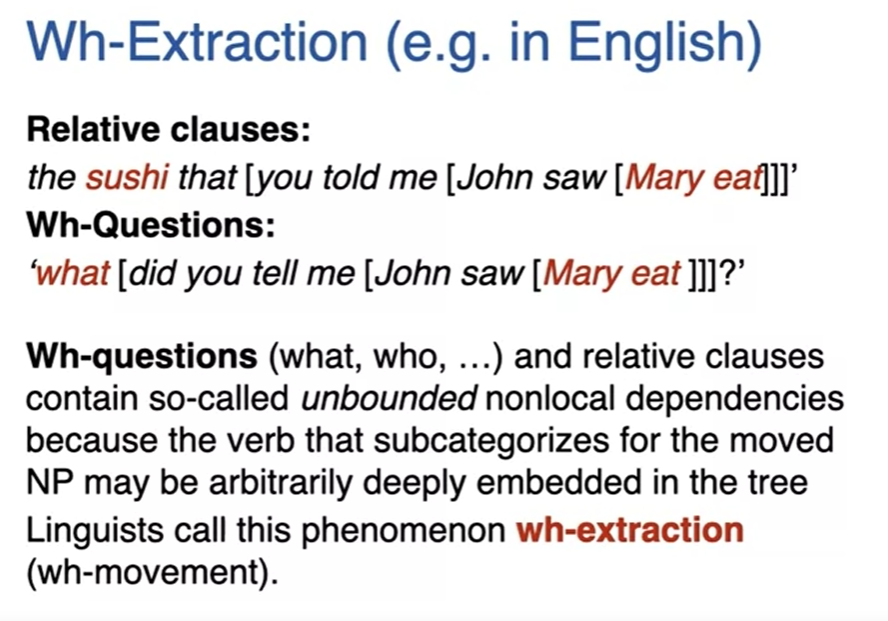 Wh-Extraction (e.g. in English)
Relative clauses:
the sushi that [you told me [John saw [Mary eat]]]’
Wh-Questions:
‘what [did you tell me [John saw [Mary eat ]]]?’
Wh-questions (what, who, …) and relative clauses
contain so-called unbounded nonlocal dependencies
because the verb that subcategorizes for the moved
NP may be arbitrarily deeply embedded in the tree
Linguists call this phenomenon wh-extraction
(wh-movement).